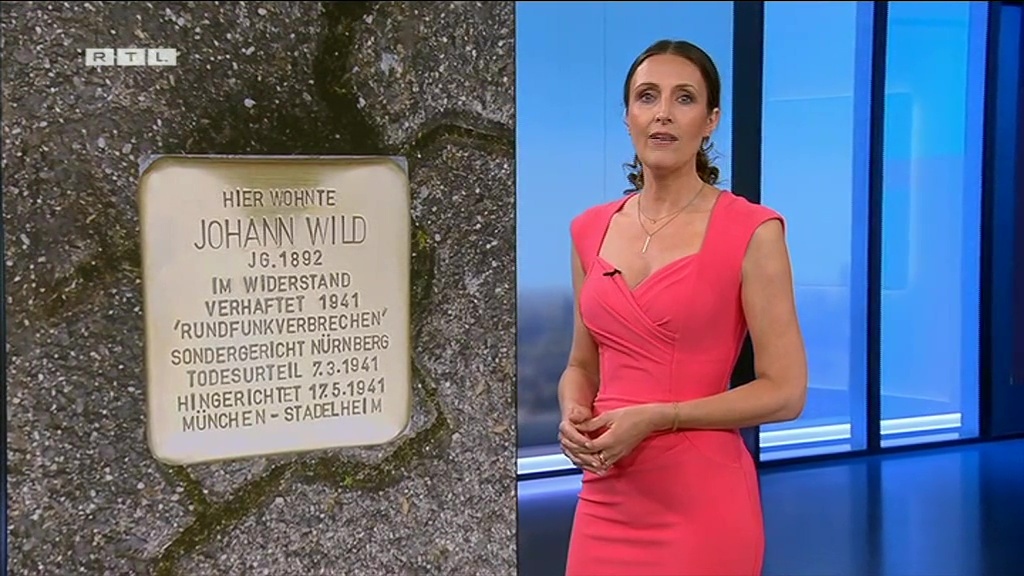 RTL
HIER WOHNTE
JOHANN WILD
JG. 1892
IM WIDERSTAND
VERHAFTET 1941
'RUNDFUNKVERBRECHEN'
SONDERGERICHT NÜRNBERG
TODESURTEIL 7.3.1941
HINGERICHTET 17.5.1941
MÜNCHEN-STADELHEIM